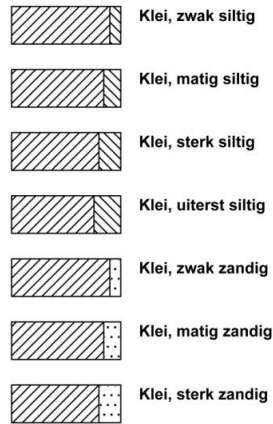 Klei, zwak siltig
Klei, matig siltig
Klei, sterk siltig
Klei, uiterst siltig
Klei, zwak zandig
Klei, matig zandig
Klei, sterk zandig